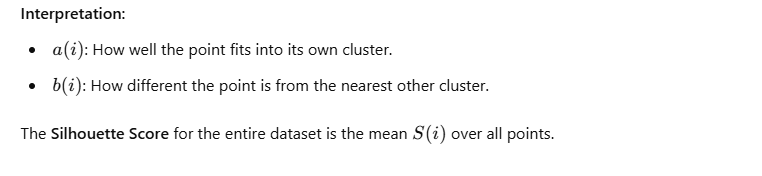 Interpretation:
• a(i): How well the point fits into its own cluster.
• b(i): How different the point is from the nearest other cluster.
The Silhouette Score for the entire dataset is the mean S(i) over all points.